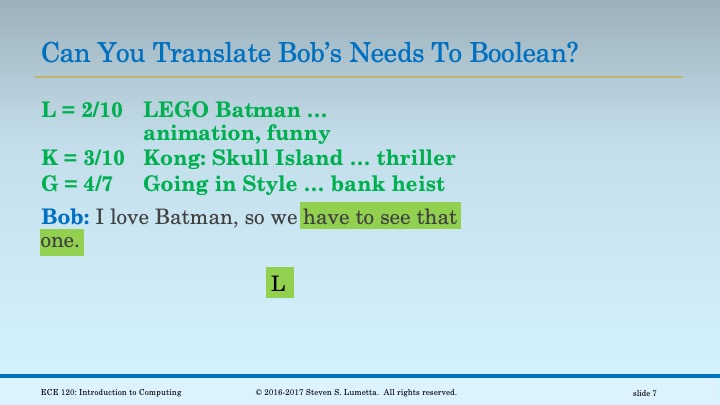 Can You Translate Bob's Needs To Boolean?
L = 2/10 LEGO Batman …
animation, funny
K = 3/10 Kong: Skull Island … thriller
G = 4/7 Going in Style … bank heist
Bob: I love Batman, so we have to see that
one.
L
ECE 120: Introduction to Computing © 2016-2017 Steven S. Lumetta. All rights reserved. slide 7